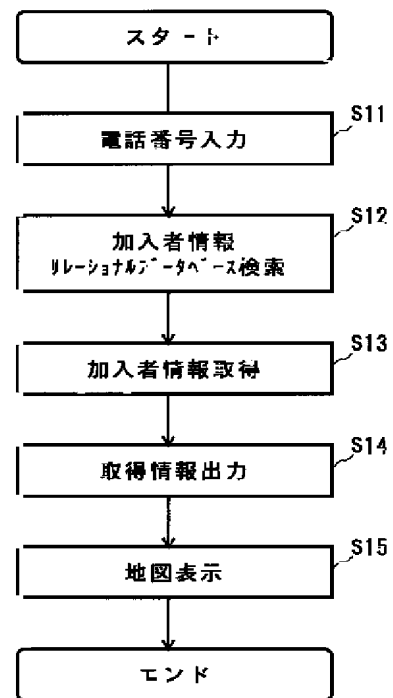 スタート
S11
電話番号入力
S12
加入者情報
ﾘﾚｰｼｮﾅﾙﾃﾞｰﾀﾍﾞｰｽ検索
S13
加入者情報取得
S14
取得情報出力
S15
地図表示
エンド